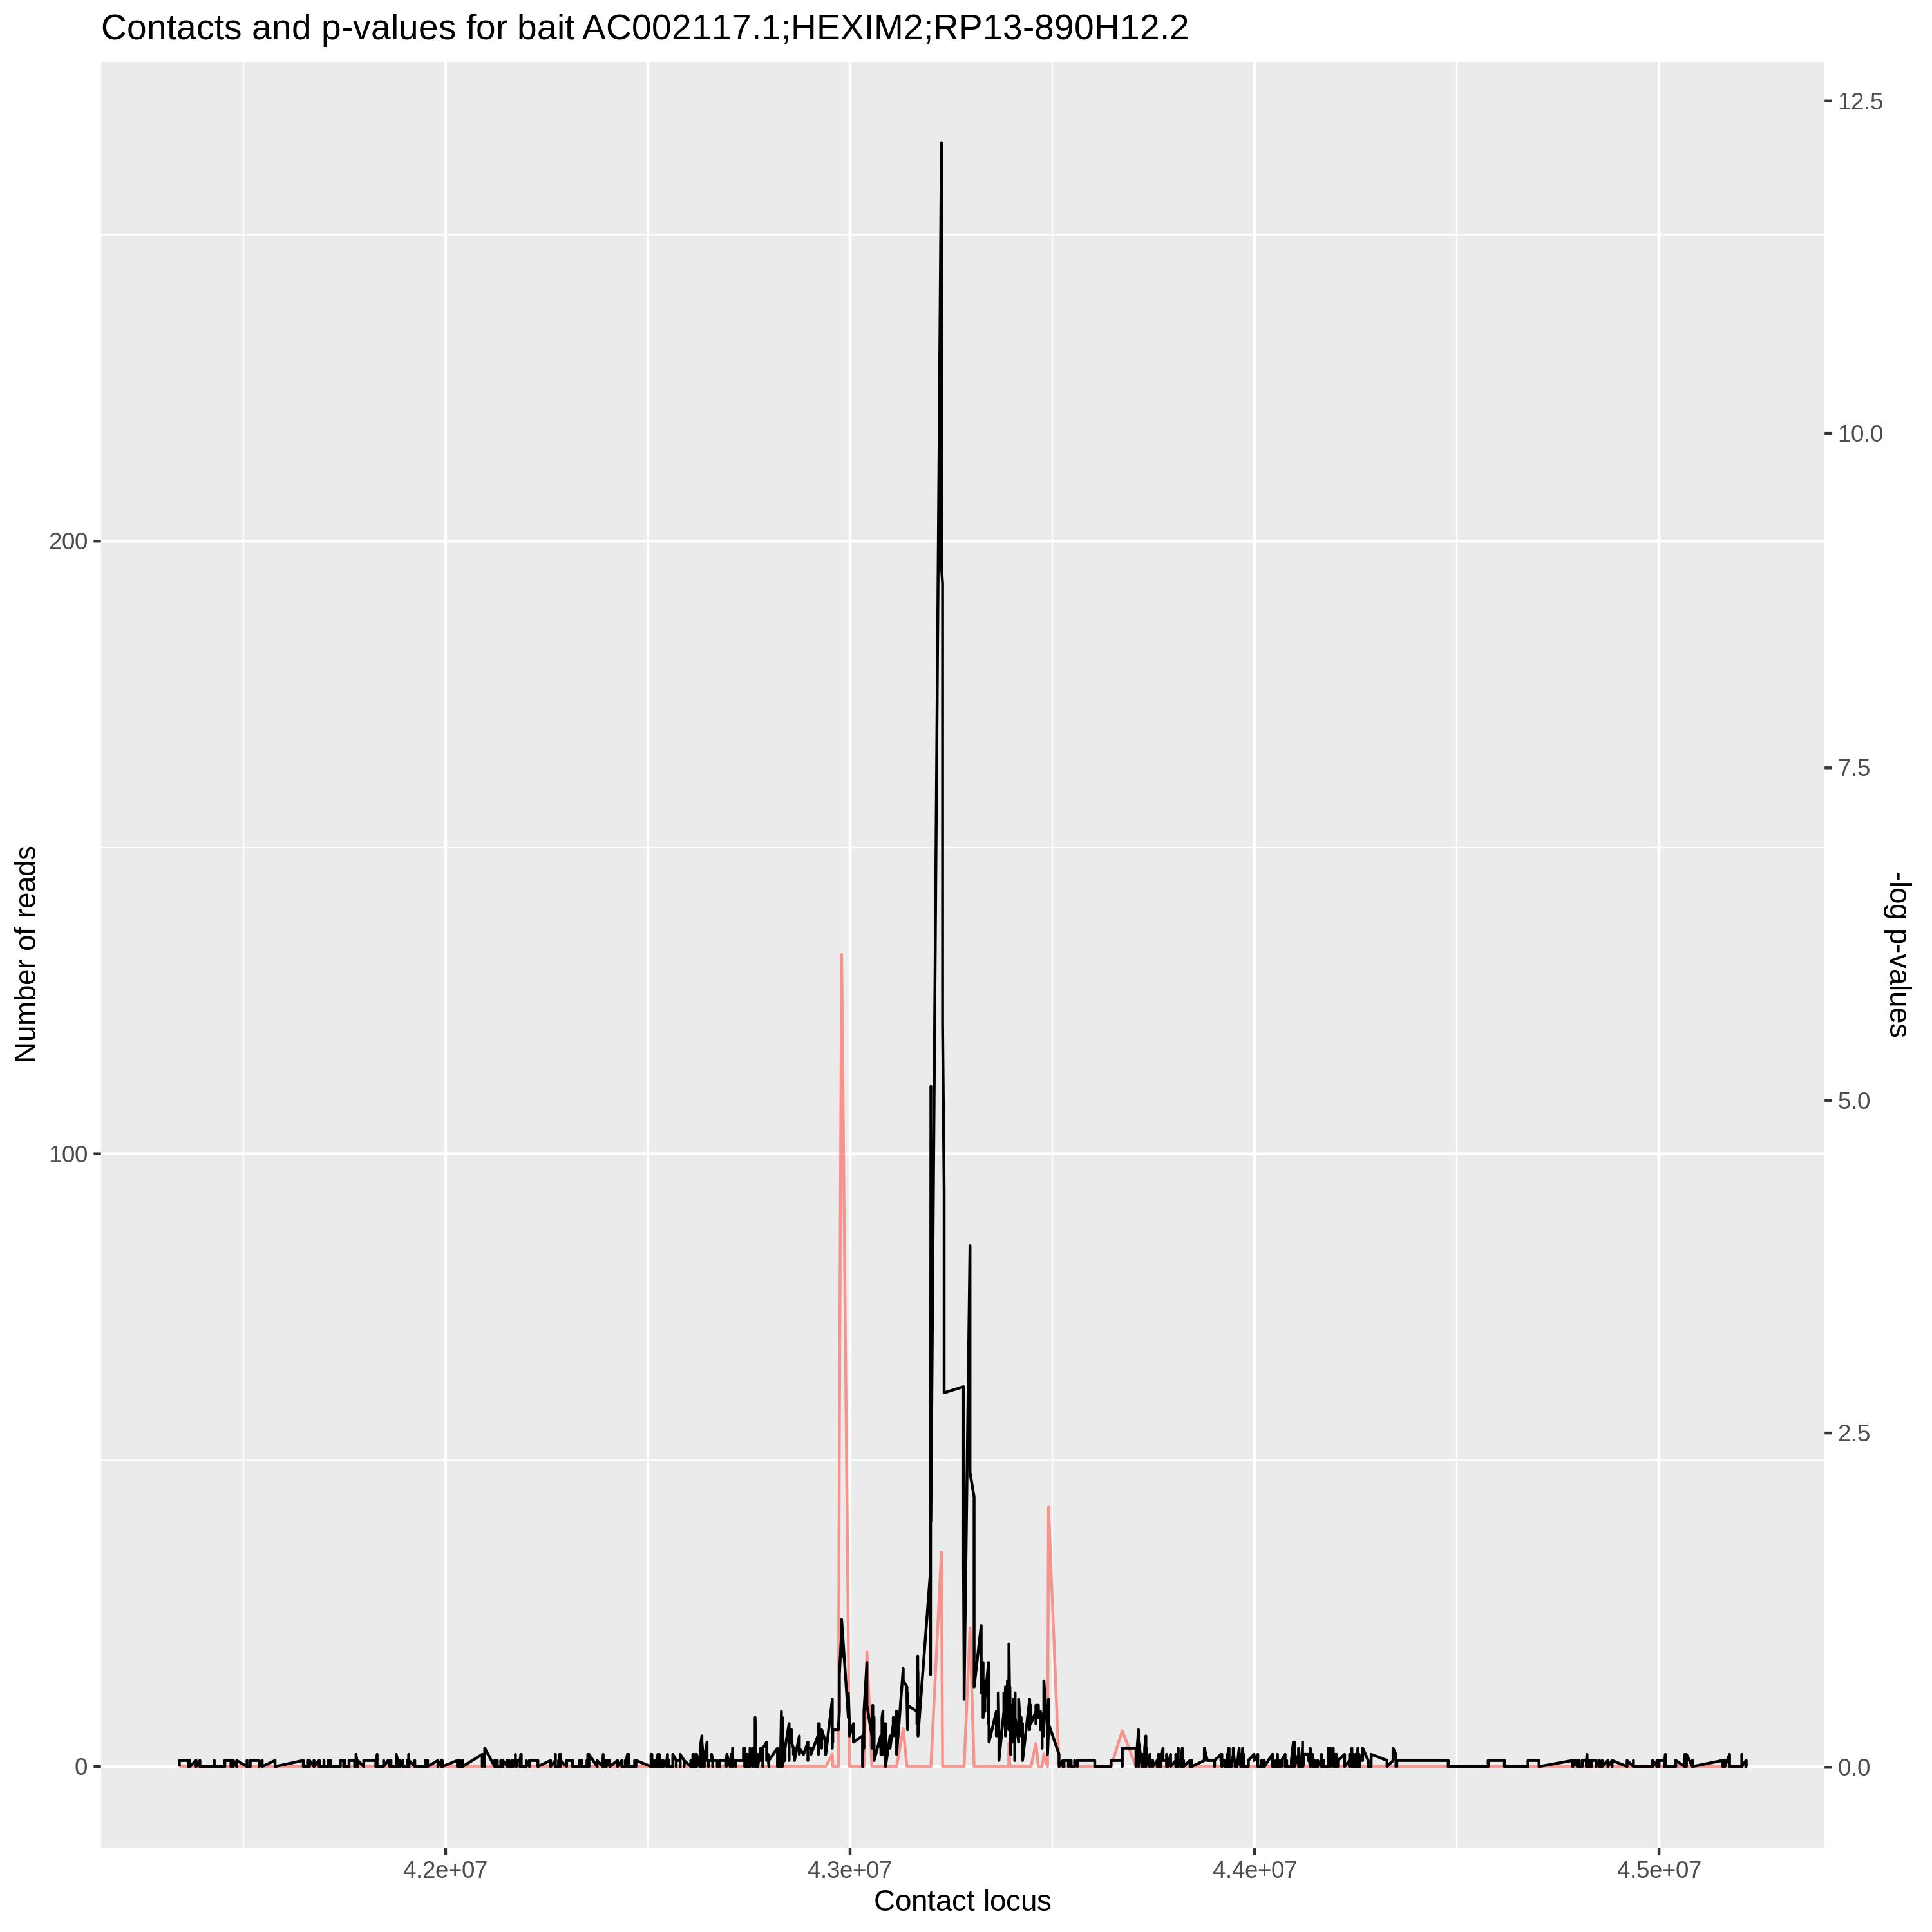 Contacts and p-values for bait AC002117.1;HEXIM2;RP13-890H12.2
12.5
10.0
200
7.5
Number of reads
-log p-values
5.0
100
2.5
0
0.0
4.2e+07
4.3e+07
4.4e+07
4.5e+07
Contact locus